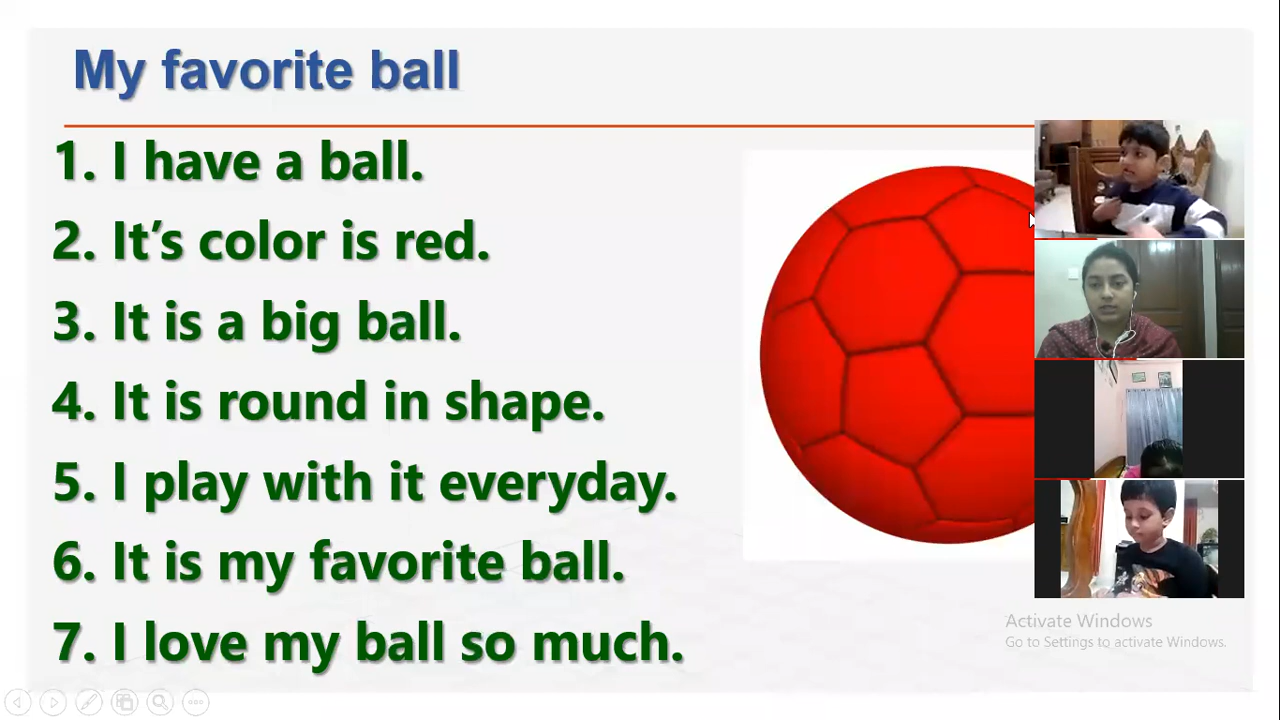 My favorite ball
1. I have a ball.
2. It’s color is red.
3. It is a big ball.
4. It is round in shape.
5. I play with it everyday.
6. It is my favorite ball.
7. I love my ball so much.
Activate Windows
Go to Settings to activate Windows.